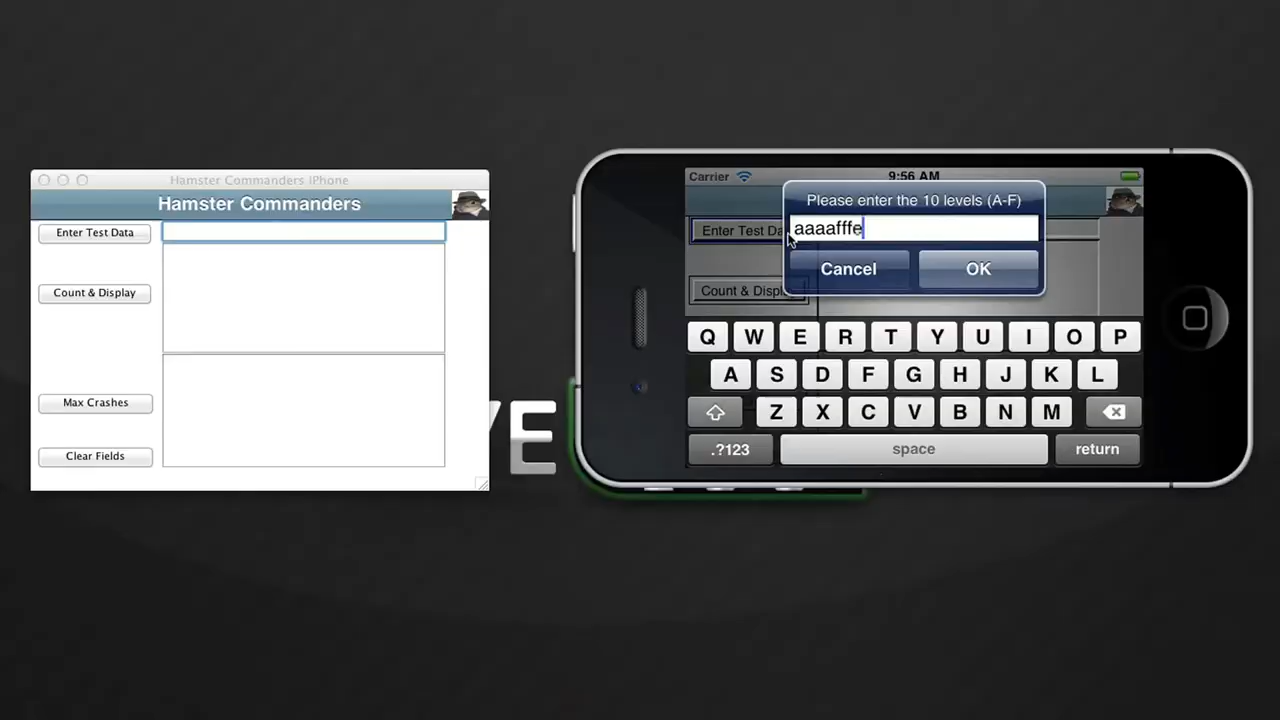 Hamster Commanders iPhone
Hamster Commanders
Enter Test Data
Count & Display
Max Crashes
Clear Fields
VE
Carrier
9:56 AM
Please enter the 10 levels (A-F)
Enter Test Da
aaaafffe
Cancel
OK
Count & Displ
Q W E R T Y U I O P
A S D F G H J K L
Z X C V B N M
.?123
space
return